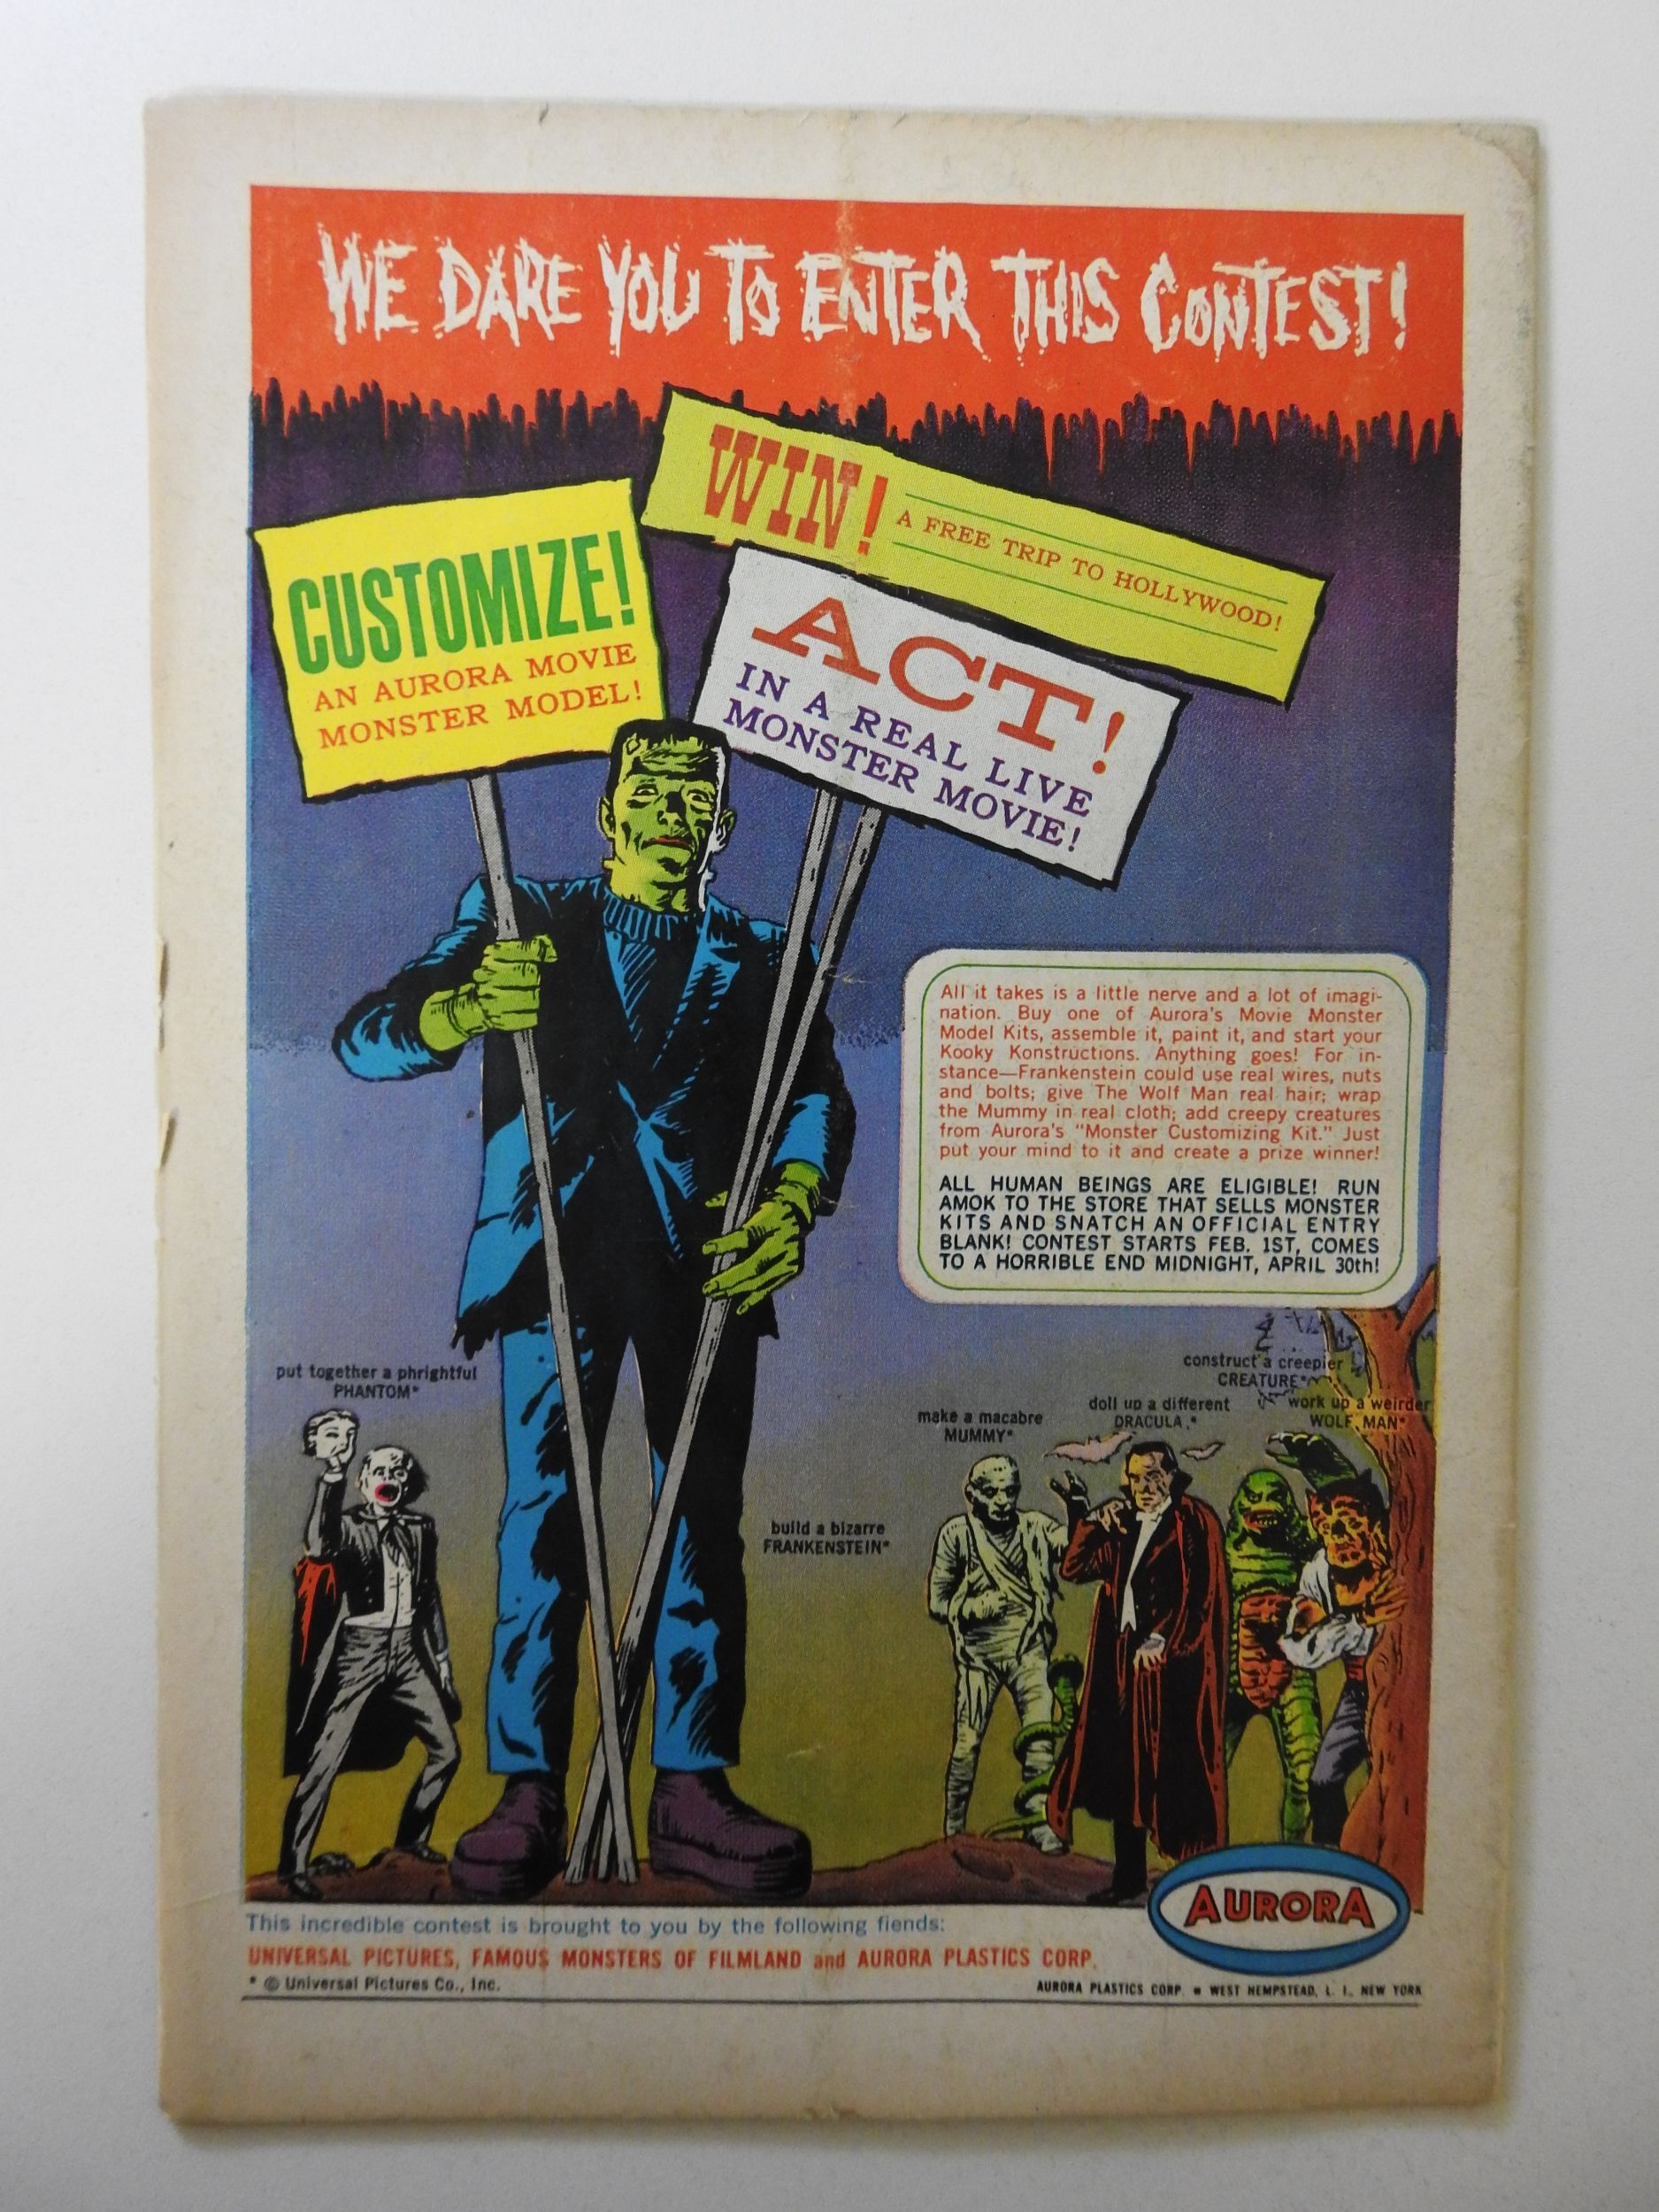 WE DARE YOU TO ENTER THIS CONTEST!
WIN! A FREE TRIP TO HOLLYWOOD!
CUSTOMIZE!
AN AURORA MOVIE
MONSTER MODEL!
ACT!
IN A REAL LIVE
MONSTER MOVIE!
All it takes is a little nerve and a lot of imagi-
nation. Buy one of Aurora's Movie Monster
Model Kits, assemble it, paint it, and start your
Kooky Konstructions. Anything goes! For in-
stance—Frankenstein could use real wires, nuts
and bolts; give The Wolf Man real hair; wrap
the Mummy in real cloth; add creepy creatures
from Aurora's "Monster Customizing Kit." Just
put your mind to it and create a prize winner!
ALL HUMAN BEINGS ARE ELIGIBLE! RUN
AMOK TO THE STORE THAT SELLS MONSTER
KITS AND SNATCH AN OFFICIAL ENTRY
BLANK! CONTEST STARTS FEB. 1ST, COMES
TO A HORRIBLE END MIDNIGHT, APRIL 30th!
put together a phrightful
PHANTOM*
build a bizarre
FRANKENSTEIN*
make a macabre
MUMMY*
doll up a different
DRACULA.*
construct a creepier
CREATURE*
work up a weirder
WOLF MAN*
AURORA
This incredible contest is brought to you by the following fiends:
UNIVERSAL PICTURES, FAMOUS MONSTERS OF FILMLAND and AURORA PLASTICS CORP.
* © Universal Pictures Co., Inc.
AURORA PLASTICS CORP. • WEST HEMPSTEAD, L. I., NEW YORK